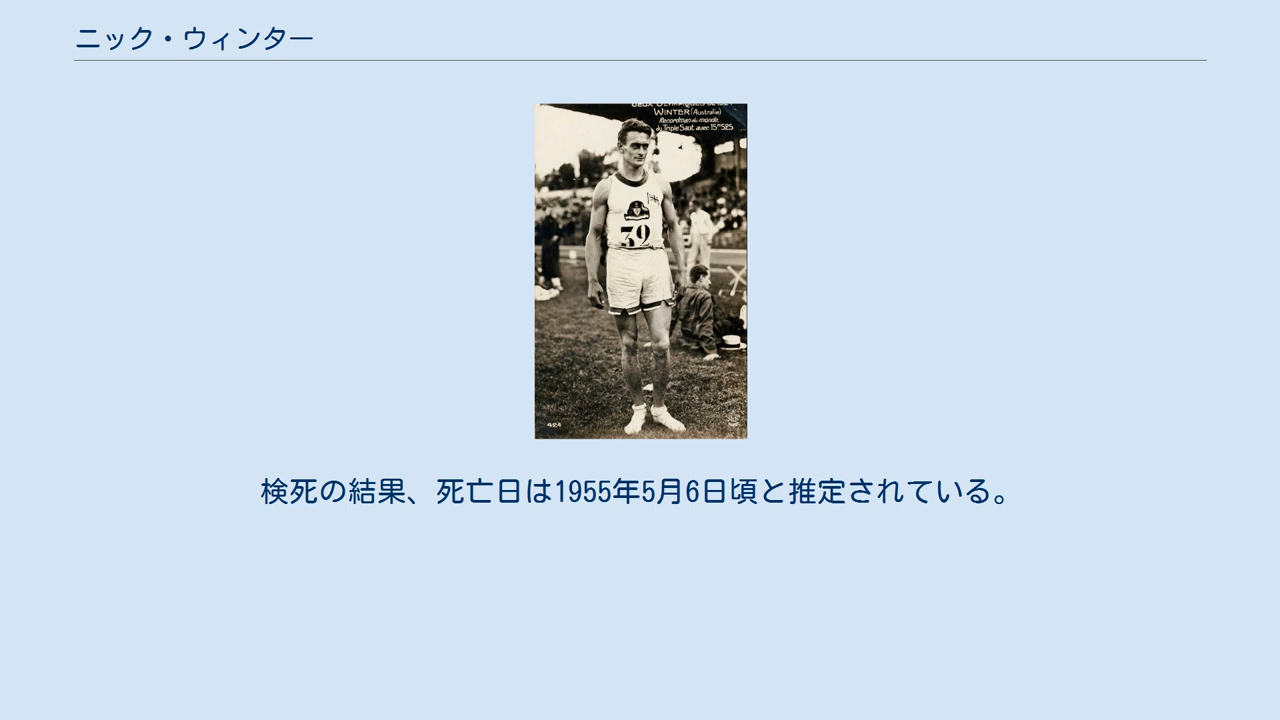 ニック・ウィンター
WINTER (Australie)
Recordman du monde
du Triple Saut avec 15m525
39
424
検死の結果、死亡日は1955年5月6日頃と推定されている。